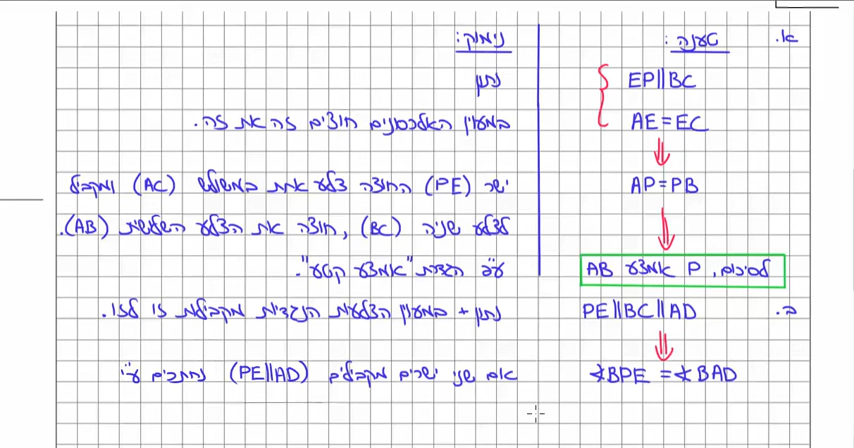 א. טענה: נימוק:
EP||BC נתון
AE=EC במעוין האלכסונים חוצים זה את זה.
AP=PB ישר (PE) החוצה צלע אחת במשולש (AC) ומקביל
לצלע שניה (BC), חוצה את הצלע השלישית (AB).
לסיכום, P אמצע AB עפ"י הגדרת "אמצע קטע".
ב. PE||BC||AD נתון + במעוין הצלעות הנגדיות מקבילות זו לזו.
∢BPE=∢BAD אם שני ישרים מקבילים (PE||AD) נחתכים ע"י